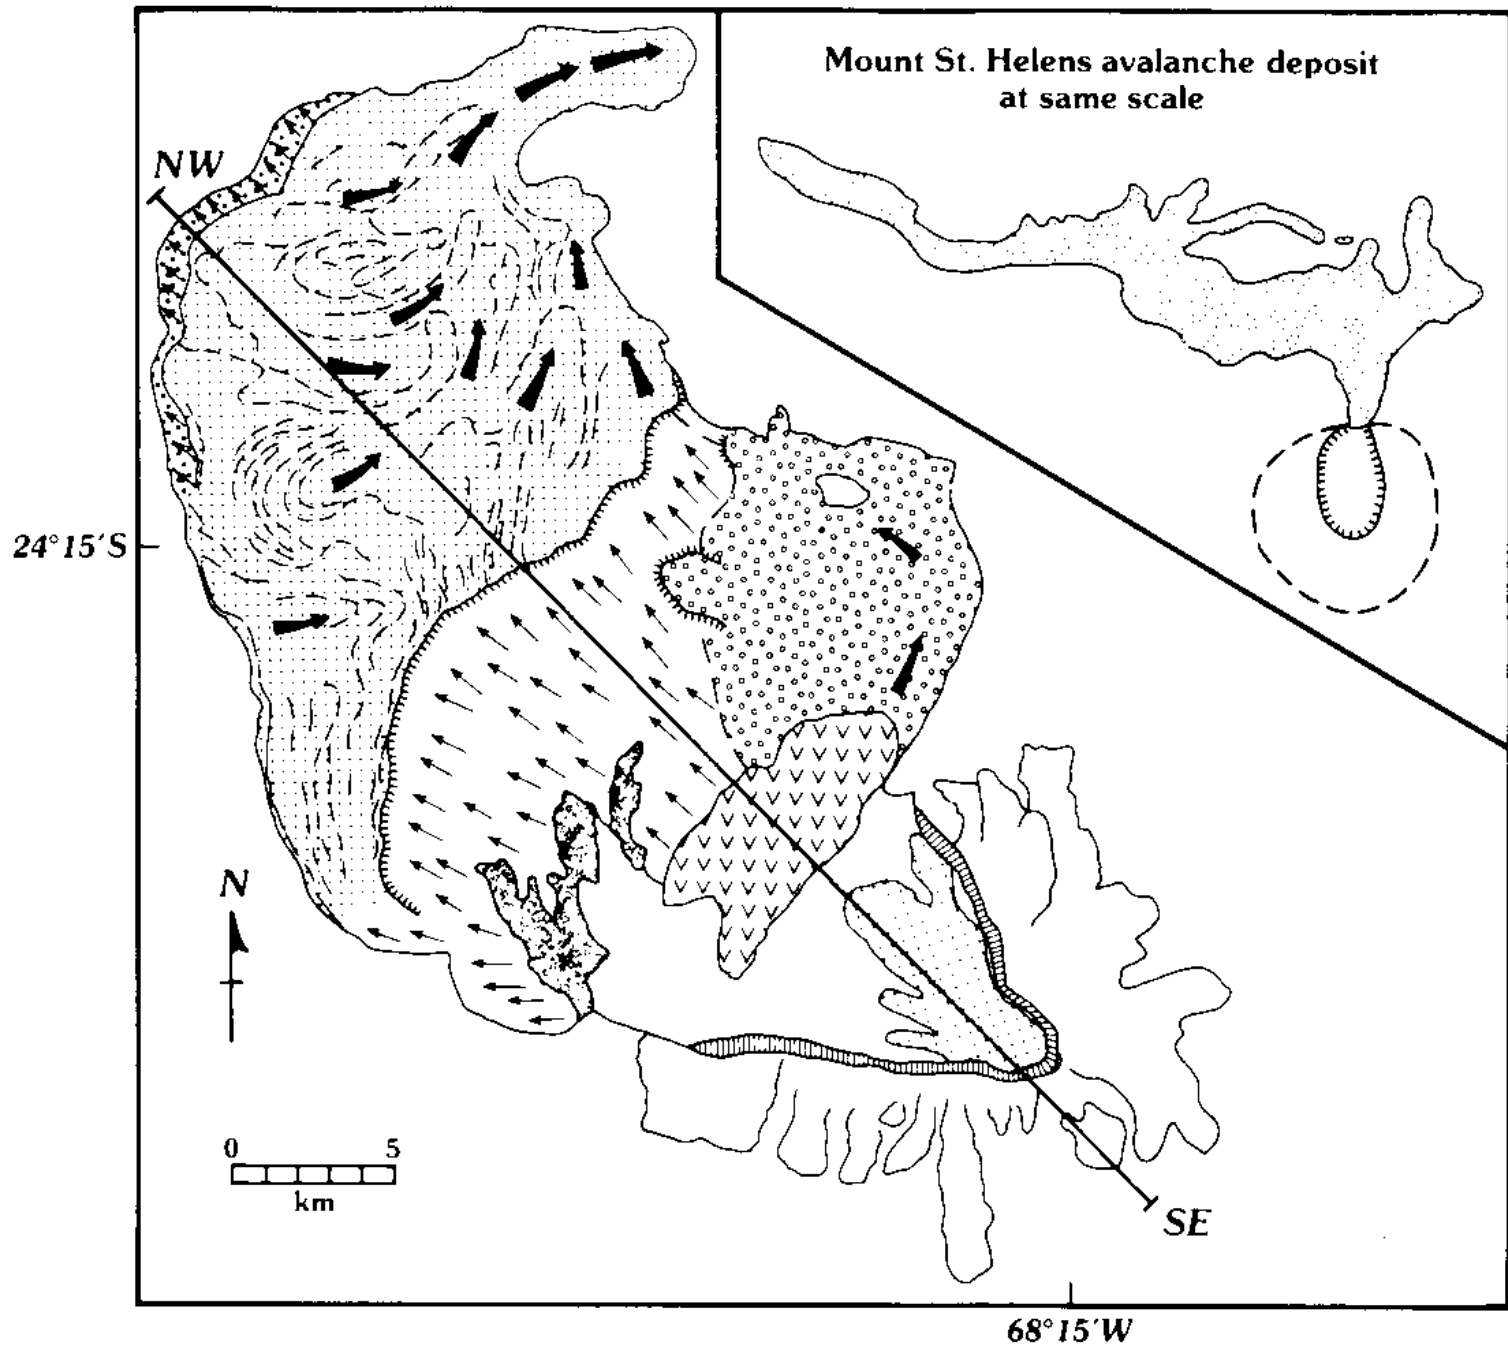 Mount St. Helens avalanche deposit
at same scale
NW
24°15′S
N
0 5
km
SE
68°15′W